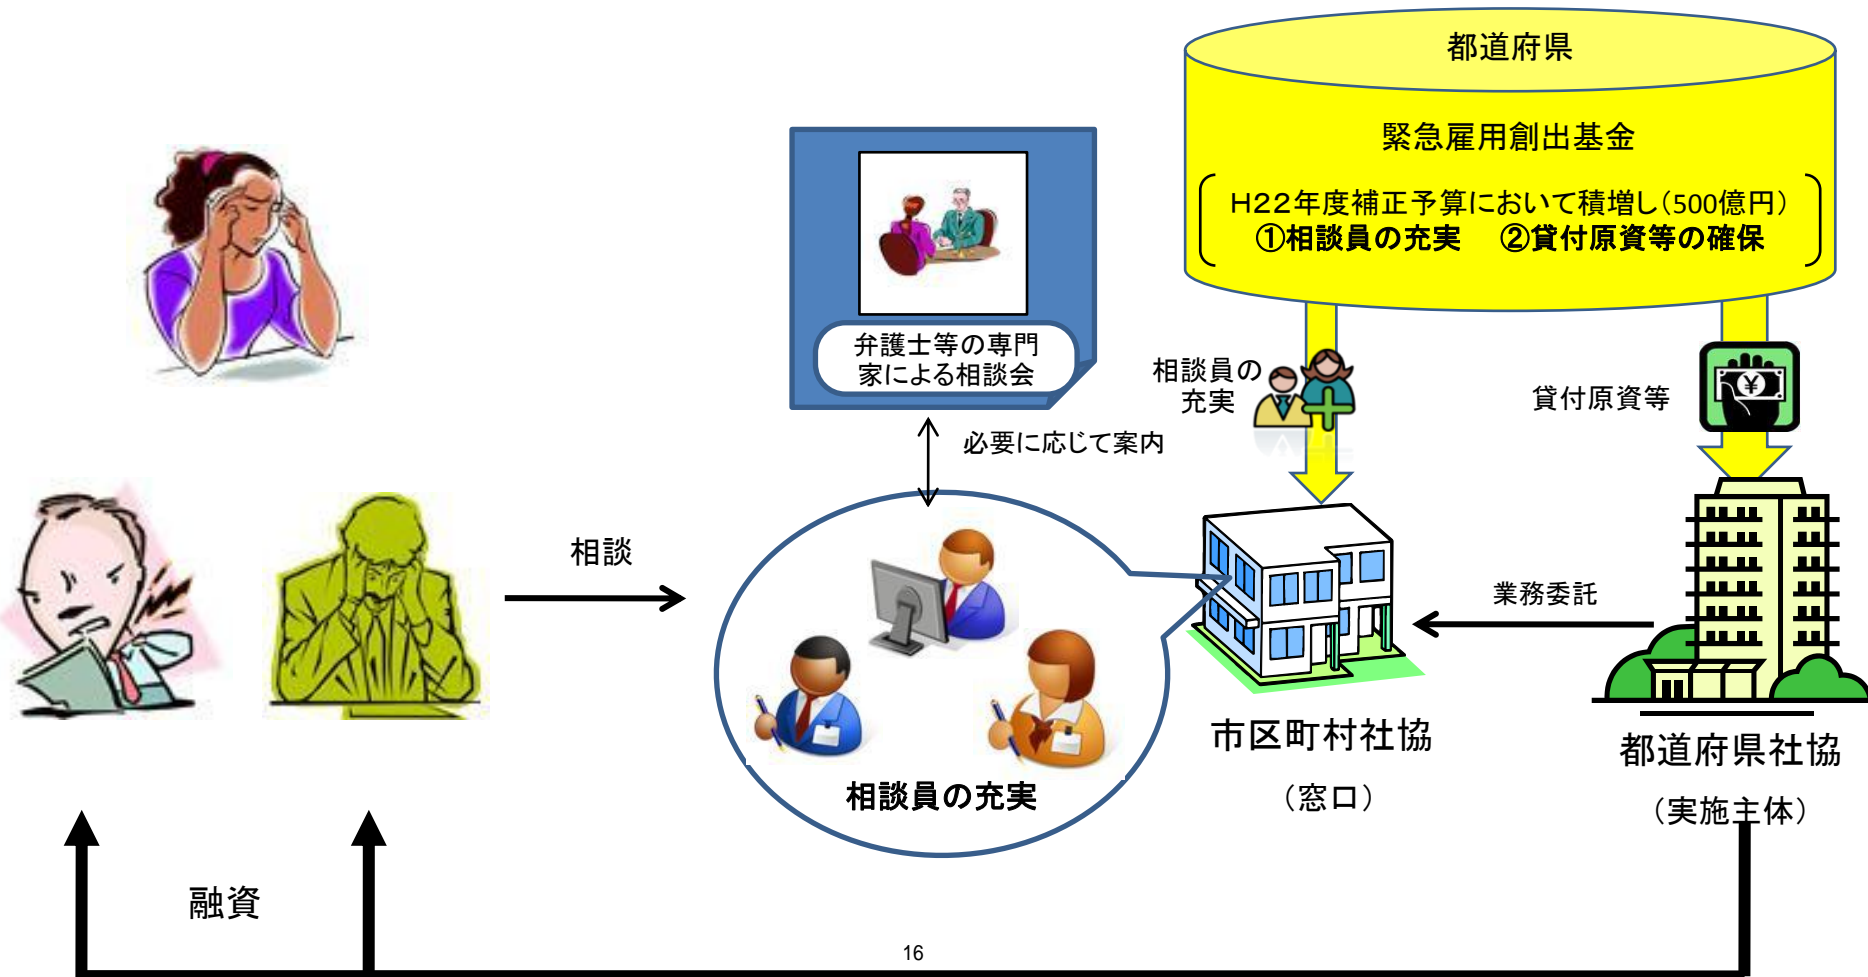 都道府県
緊急雇用創出基金
H22年度補正予算において積増し（500億円）
①相談員の充実　②貸付原資等の確保
弁護士等の専門
家による相談会
相談員の
充実
貸付原資等
必要に応じて案内
相談
業務委託
相談員の充実
市区町村社協
（窓口）
都道府県社協
（実施主体）
融資
16